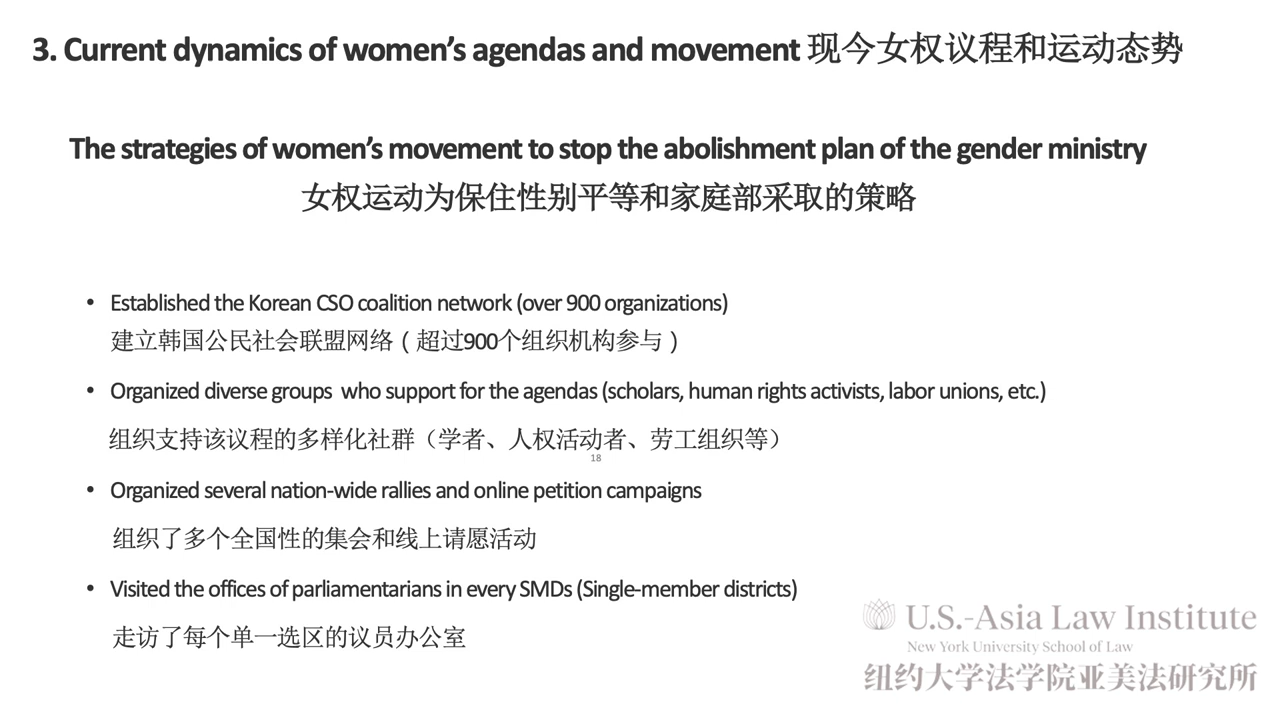 3. Current dynamics of women’s agendas and movement 现今女权议程和运动态势
The strategies of women’s movement to stop the abolishment plan of the gender ministry
女权运动为保住性别平等和家庭部采取的策略
• Established the Korean CSO coalition network (over 900 organizations)
建立韩国公民社会联盟网络（超过900个组织机构参与）
• Organized diverse groups who support for the agendas (scholars, human rights activists, labor unions, etc.)
组织支持该议程的多样化社群（学者、人权活动者、劳工组织等）
18
• Organized several nation-wide rallies and online petition campaigns
组织了多个全国性的集会和线上请愿活动
• Visited the offices of parliamentarians in every SMDs (Single-member districts)
走访了每个单一选区的议员办公室
U.S.-Asia Law Institute
New York University School of Law
纽约大学法学院亚美法研究所